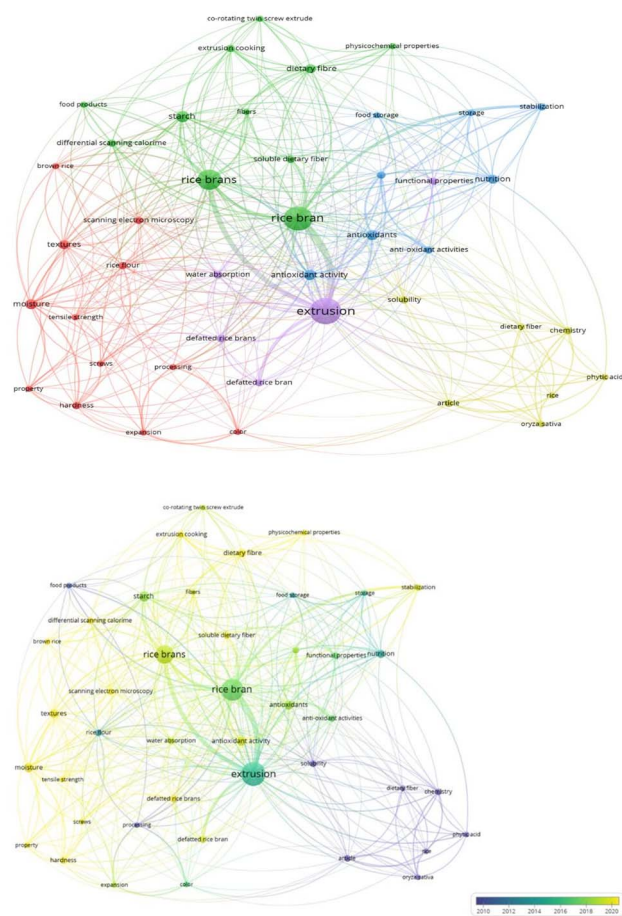 co-rotating twin screw extrude
extrusion cooking
physicochemical properties
dietary fibre
food products
fibers
food storage
storage
stabilization
starch
differential scanning calorime
brown rice
soluble dietary fiber
rice brans
functional properties
nutrition
rice bran
scanning electron microscopy
textures
antioxidants
anti-oxidant activities
rice flour
water absorption
antioxidant activity
moisture
solubility
tensile strength
extrusion
dietary fiber
chemistry
defatted rice brans
screws
processing
property
defatted rice bran
phytic acid
hardness
article
rice
expansion
color
oryza sativa
co-rotating twin screw extrude
extrusion cooking
physicochemical properties
dietary fibre
food products
starch
fibers
food storage
storage
stabilization
differential scanning calorime
brown rice
soluble dietary fiber
rice brans
functional properties
nutrition
scanning electron microscopy
rice bran
textures
antioxidants
anti-oxidant activities
rice flour
water absorption
antioxidant activity
moisture
solubility
tensile strength
extrusion
dietary fiber
chemistry
defatted rice brans
screws
processing
property
defatted rice bran
phytic acid
hardness
article
rice
expansion
color
oryza sativa
2010 2012 2014 2016 2018 2020